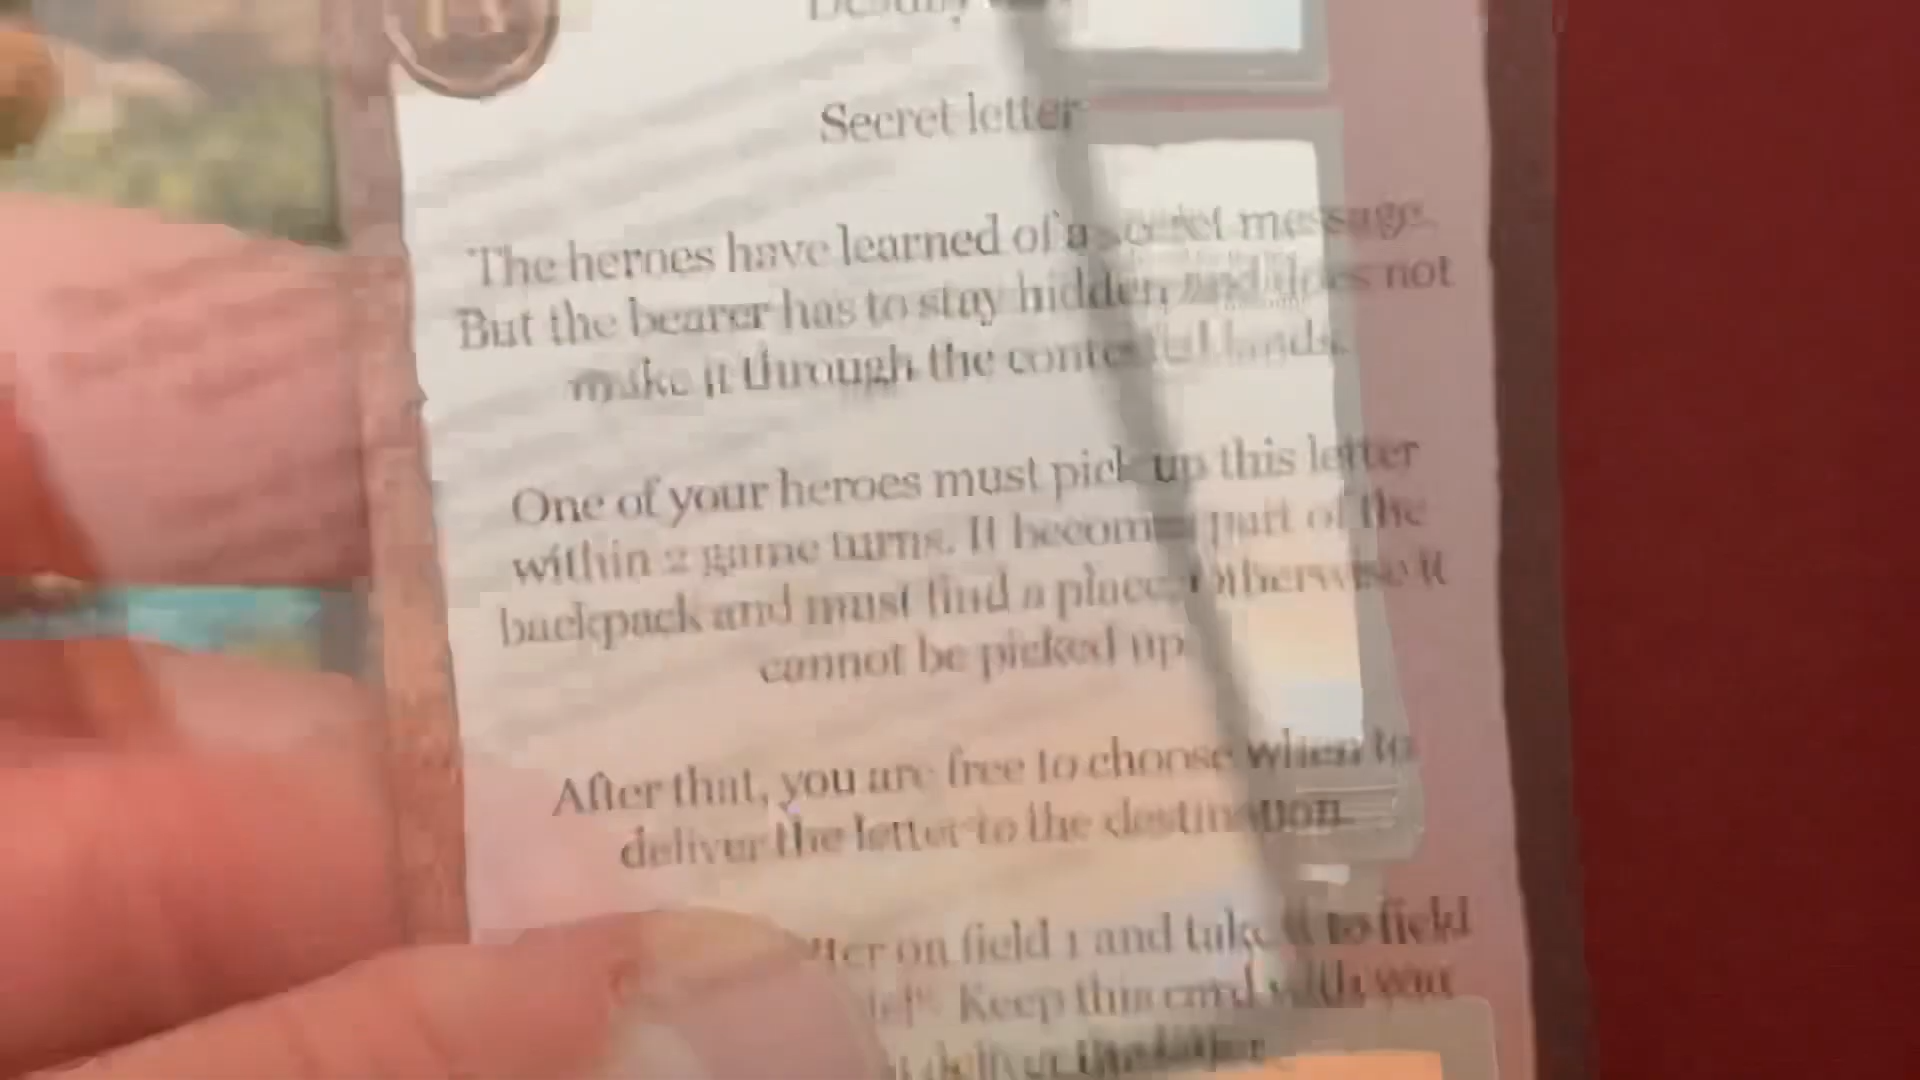 Destiny
Secret letter
The heroes have learned of a secret message.
But the bearer has to stay hidden and does not
make it through the contested lands.
One of your heroes must pick up this letter
within 2 game turns. It becomes part of the
backpack and must find a place. Otherwise it
cannot be picked up
After that, you are free to choose when to
deliver the letter to the destination
on field 1 and take it to field
Keep this card with you
deliver the letter